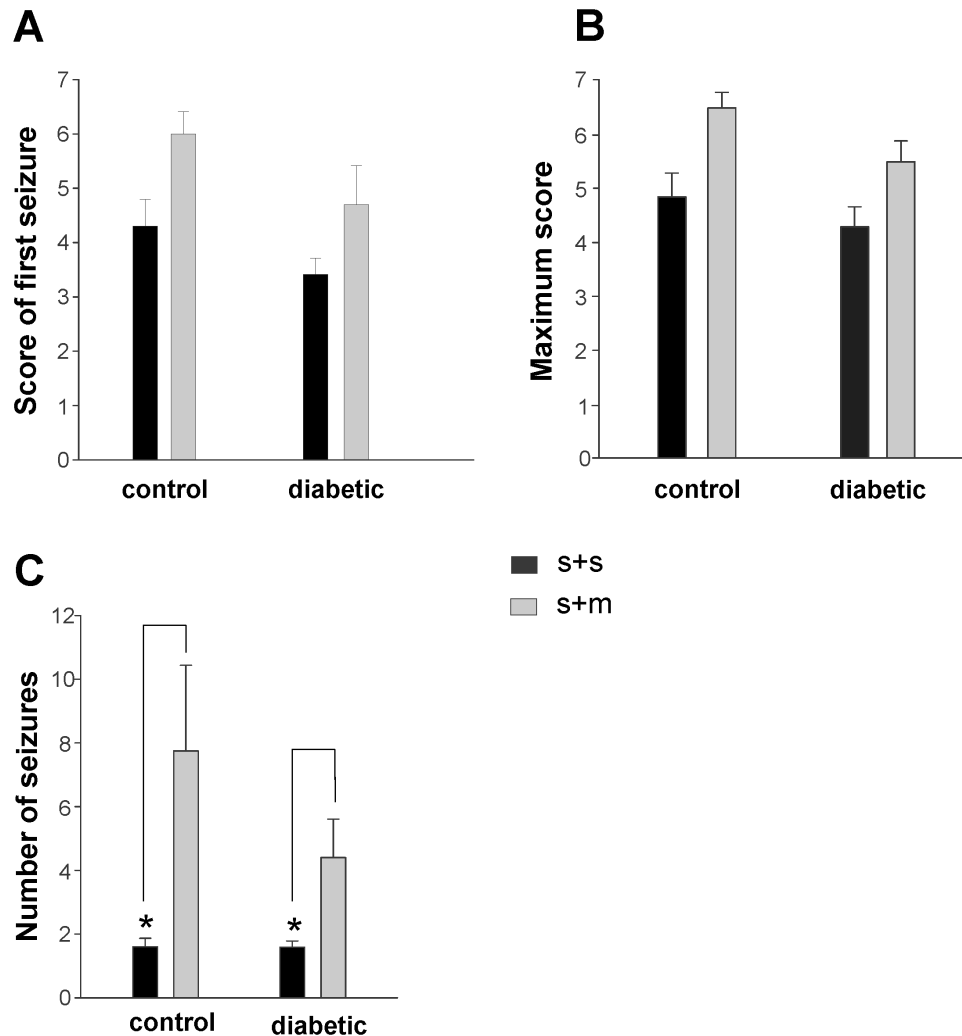 A
B
Score of first seizure
7
6
5
4
3
2
1
0
control
diabetic
Maximum score
7
6
5
4
3
2
1
0
control
diabetic
C
s+s
s+m
Number of seizures
12
10
8
6
4
2
0
*
*
control
diabetic